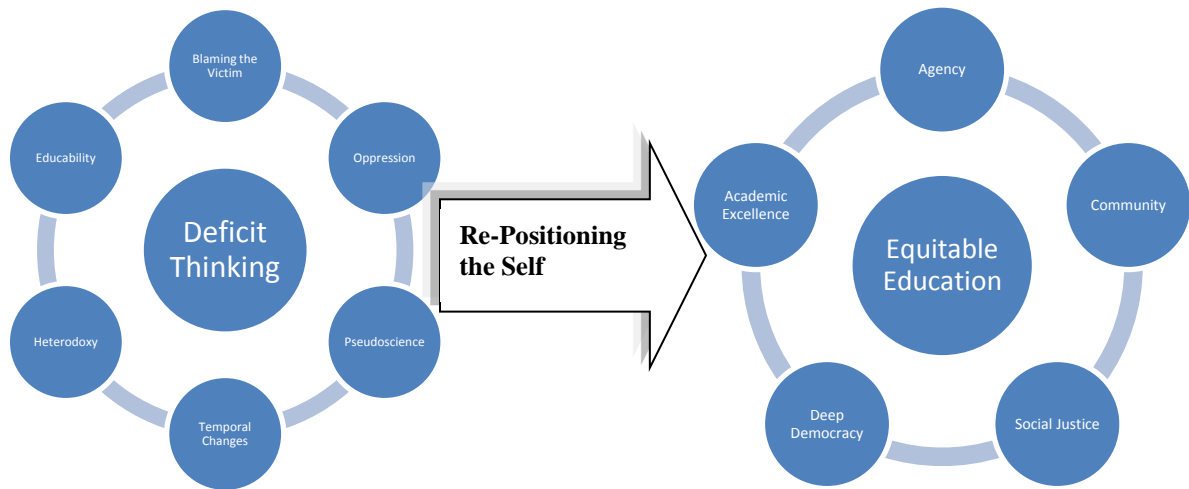 Blaming the
Victim
Oppression
Pseudoscience
Temporal
Changes
Heterodoxy
Educability
Deficit
Thinking
Re-Positioning
the Self
Agency
Community
Social Justice
Deep
Democracy
Academic
Excellence
Equitable
Education